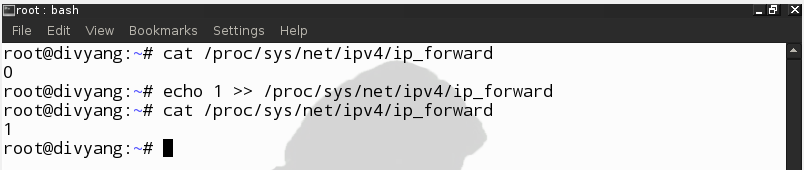 root : bash
File Edit View Bookmarks Settings Help
root@divyang:~# cat /proc/sys/net/ipv4/ip_forward
0
root@divyang:~# echo 1 >> /proc/sys/net/ipv4/ip_forward
root@divyang:~# cat /proc/sys/net/ipv4/ip_forward
1
root@divyang:~#